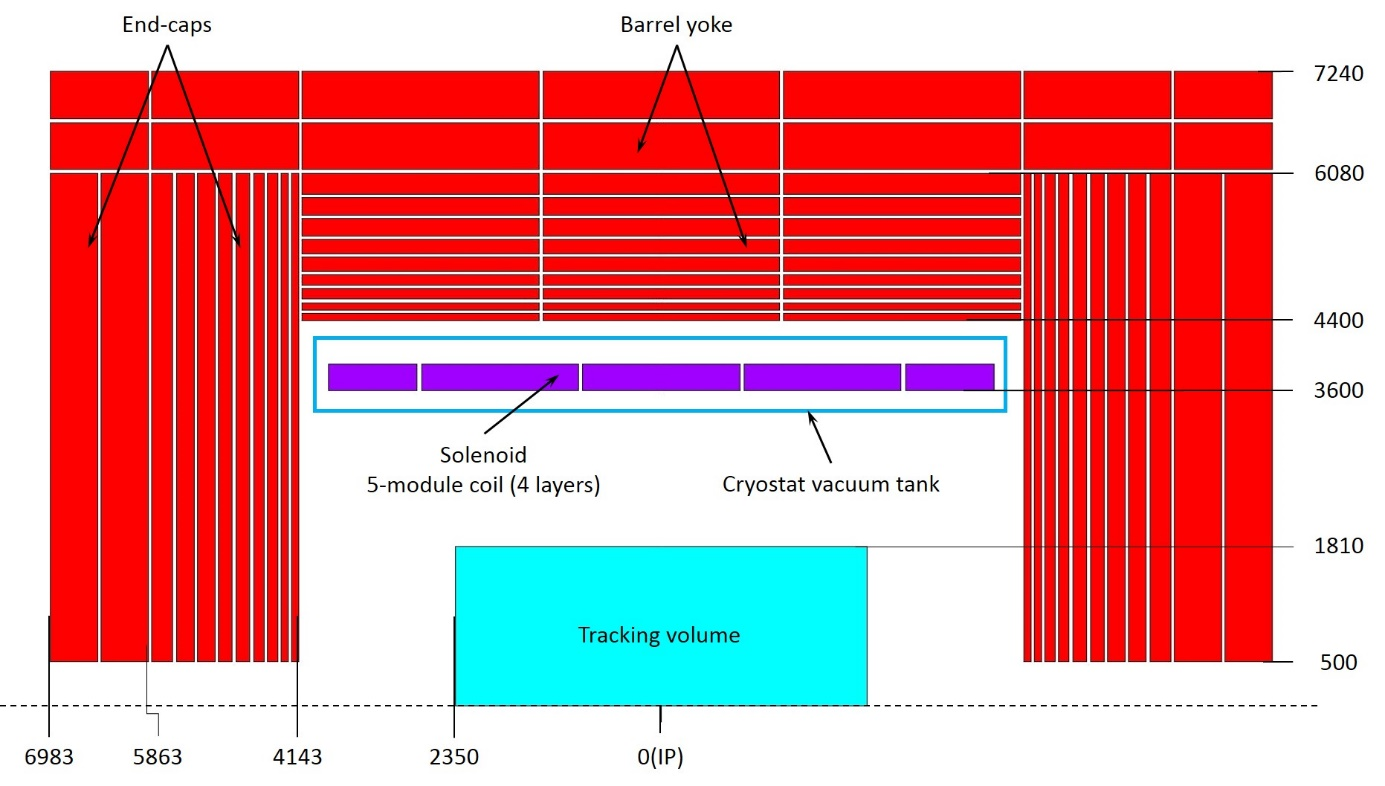 End-caps
Barrel yoke
7240
6080
4400
3600
Solenoid
5-module coil (4 layers)
Cryostat vacuum tank
1810
Tracking volume
500
6983
5863
4143
2350
0(IP)